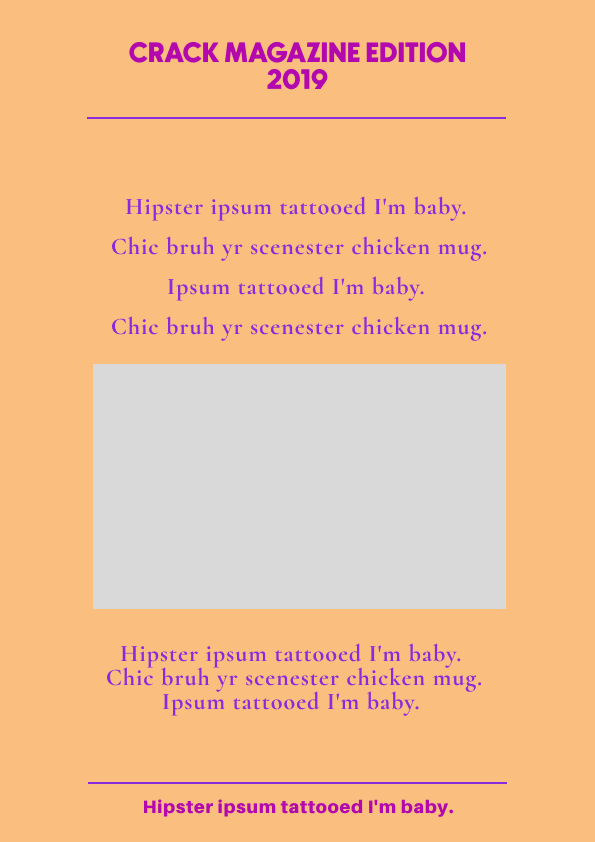 CRACK MAGAZINE EDITION
2019
Hipster ipsum tattooed I'm baby.
Chic bruh yr scenester chicken mug.
Ipsum tattooed I'm baby.
Chic bruh yr scenester chicken mug.
Hipster ipsum tattooed I'm baby.
Chic bruh yr scenester chicken mug.
Ipsum tattooed I'm baby.
Hipster ipsum tattooed I'm baby.